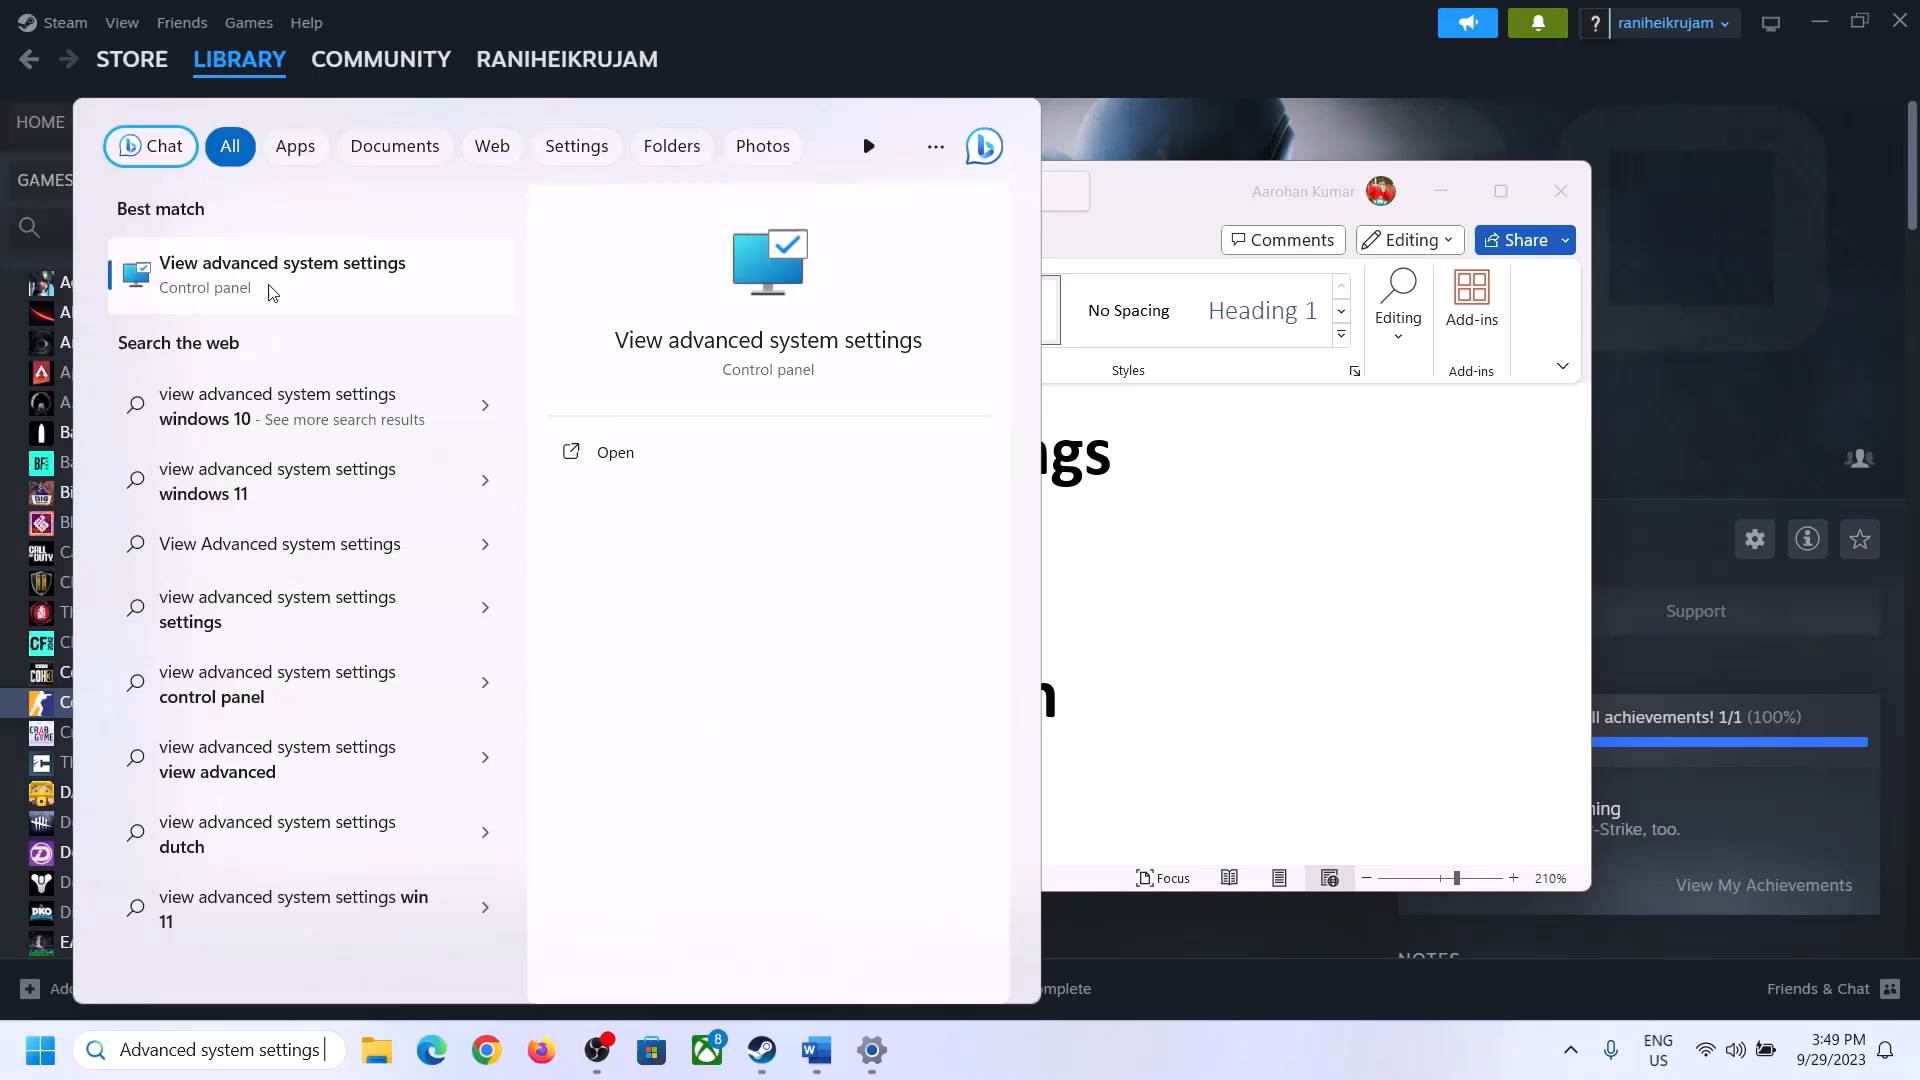 Steam View Friends Games Help
? raniheikrujam
STORE LIBRARY COMMUNITY RANIHEIKRUJAM
HOME
GAMES
Chat All Apps Documents Web Settings Folders Photos
Best match
View advanced system settings
Control panel
Search the web
view advanced system settings
windows 10 - See more search results
view advanced system settings
windows 11
View Advanced system settings
view advanced system settings
settings
view advanced system settings
control panel
view advanced system settings
view advanced
view advanced system settings
dutch
view advanced system settings win
11
View advanced system settings
Control panel
Open
Aarohan Kumar
Comments Editing Share
No Spacing Heading 1
Editing
Add-ins
Styles
Add-ins
ngs
n
Focus 210%
Support
ll achievements! 1/1 (100%)
-Strike, too.
View My Achievements
Friends & Chat
Advanced system settings
8
ENG
US
3:49 PM
9/29/2023